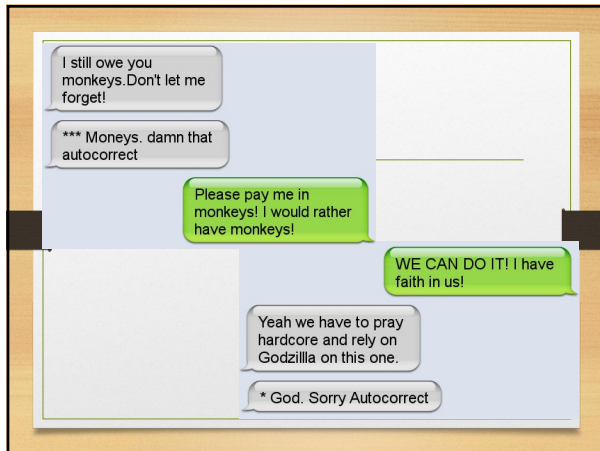 I still owe you
monkeys.Don't let me
forget!
*** Moneys. damn that
autocorrect
Please pay me in
monkeys! I would rather
have monkeys!
WE CAN DO IT! I have
faith in us!
Yeah we have to pray
hardcore and rely on
Godzillla on this one.
* God. Sorry Autocorrect